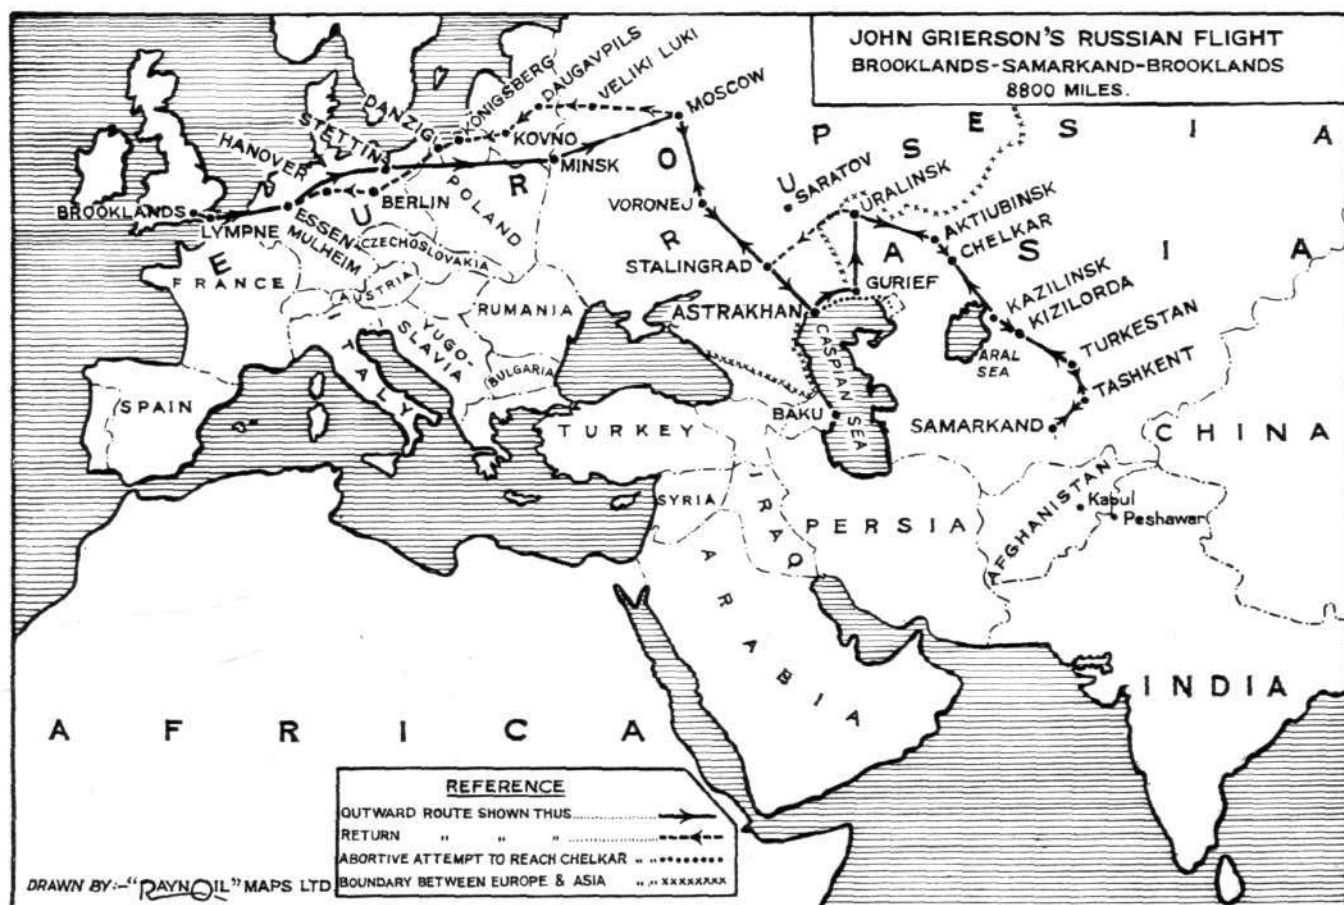 JOHN GRIERSON'S RUSSIAN FLIGHT
BROOKLANDS-SAMARKAND-BROOKLANDS
8800 MILES.
DAUGAVPILS
VELIKI LUKI
KÖNIGSBERG
MOSCOW
DANZIG
STETTIN
KOVNO
MINSK
HANOVER
BERLIN
POLAND
BROOKLANDS
LYMPNE
ESSEN-
MULHEIM
EUROPE
U.S.S.R.
ASIA
SARATOV
URALINSK
AKTIUBINSK
CHELKAR
VORONEJ
STALINGRAD
GURIEF
KAZILINSK
KIZILORDA
ASTRAKHAN
TURKESTAN
TASHKENT
ARAL
SEA
CASPIAN SEA
SAMARKAND
BAKU
FRANCE
CZECHOSLOVAKIA
AUSTRIA
RUMANIA
YUGO-
SLAVIA
BULGARIA
ITALY
SPAIN
TURKEY
SYRIA
IRAQ
PERSIA
AFGHANISTAN
Kabul
Peshawar
CHINA
ARABIA
INDIA
AFRICA
REFERENCE
OUTWARD ROUTE SHOWN THUS
RETURN " " "
ABORTIVE ATTEMPT TO REACH CHELKAR " "
BOUNDARY BETWEEN EUROPE & ASIA " "
DRAWN BY:-"RAYNOIL" MAPS LTD.